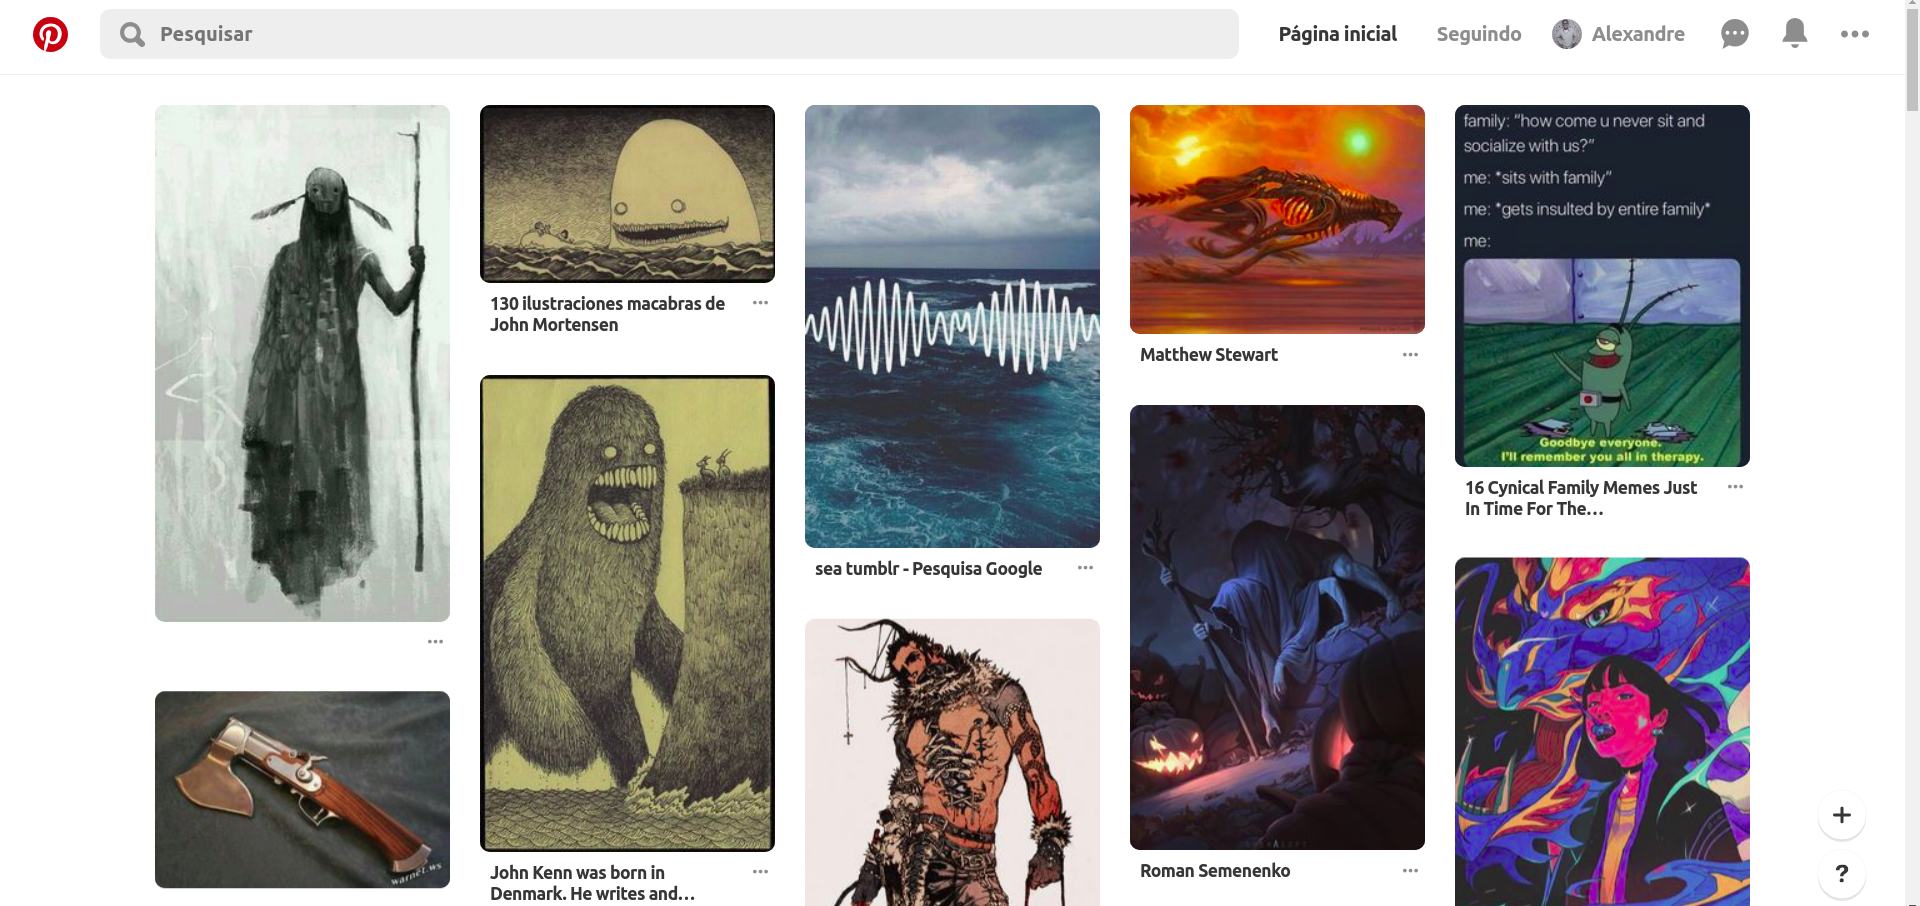 Pesquisar
Página inicial
Seguindo
Alexandre
130 ilustraciones macabras de
John Mortensen
John Kenn was born in
Denmark. He writes and...
sea tumblr - Pesquisa Google
Matthew Stewart
Roman Semenenko
family: “how come u never sit and
socialize with us?”
me: *sits with family”
me: *gets insulted by entire family*
me:
Goodbye everyone.
I'll remember you all in therapy.
16 Cynical Family Memes Just
In Time For The...
warnet.ws
+
?